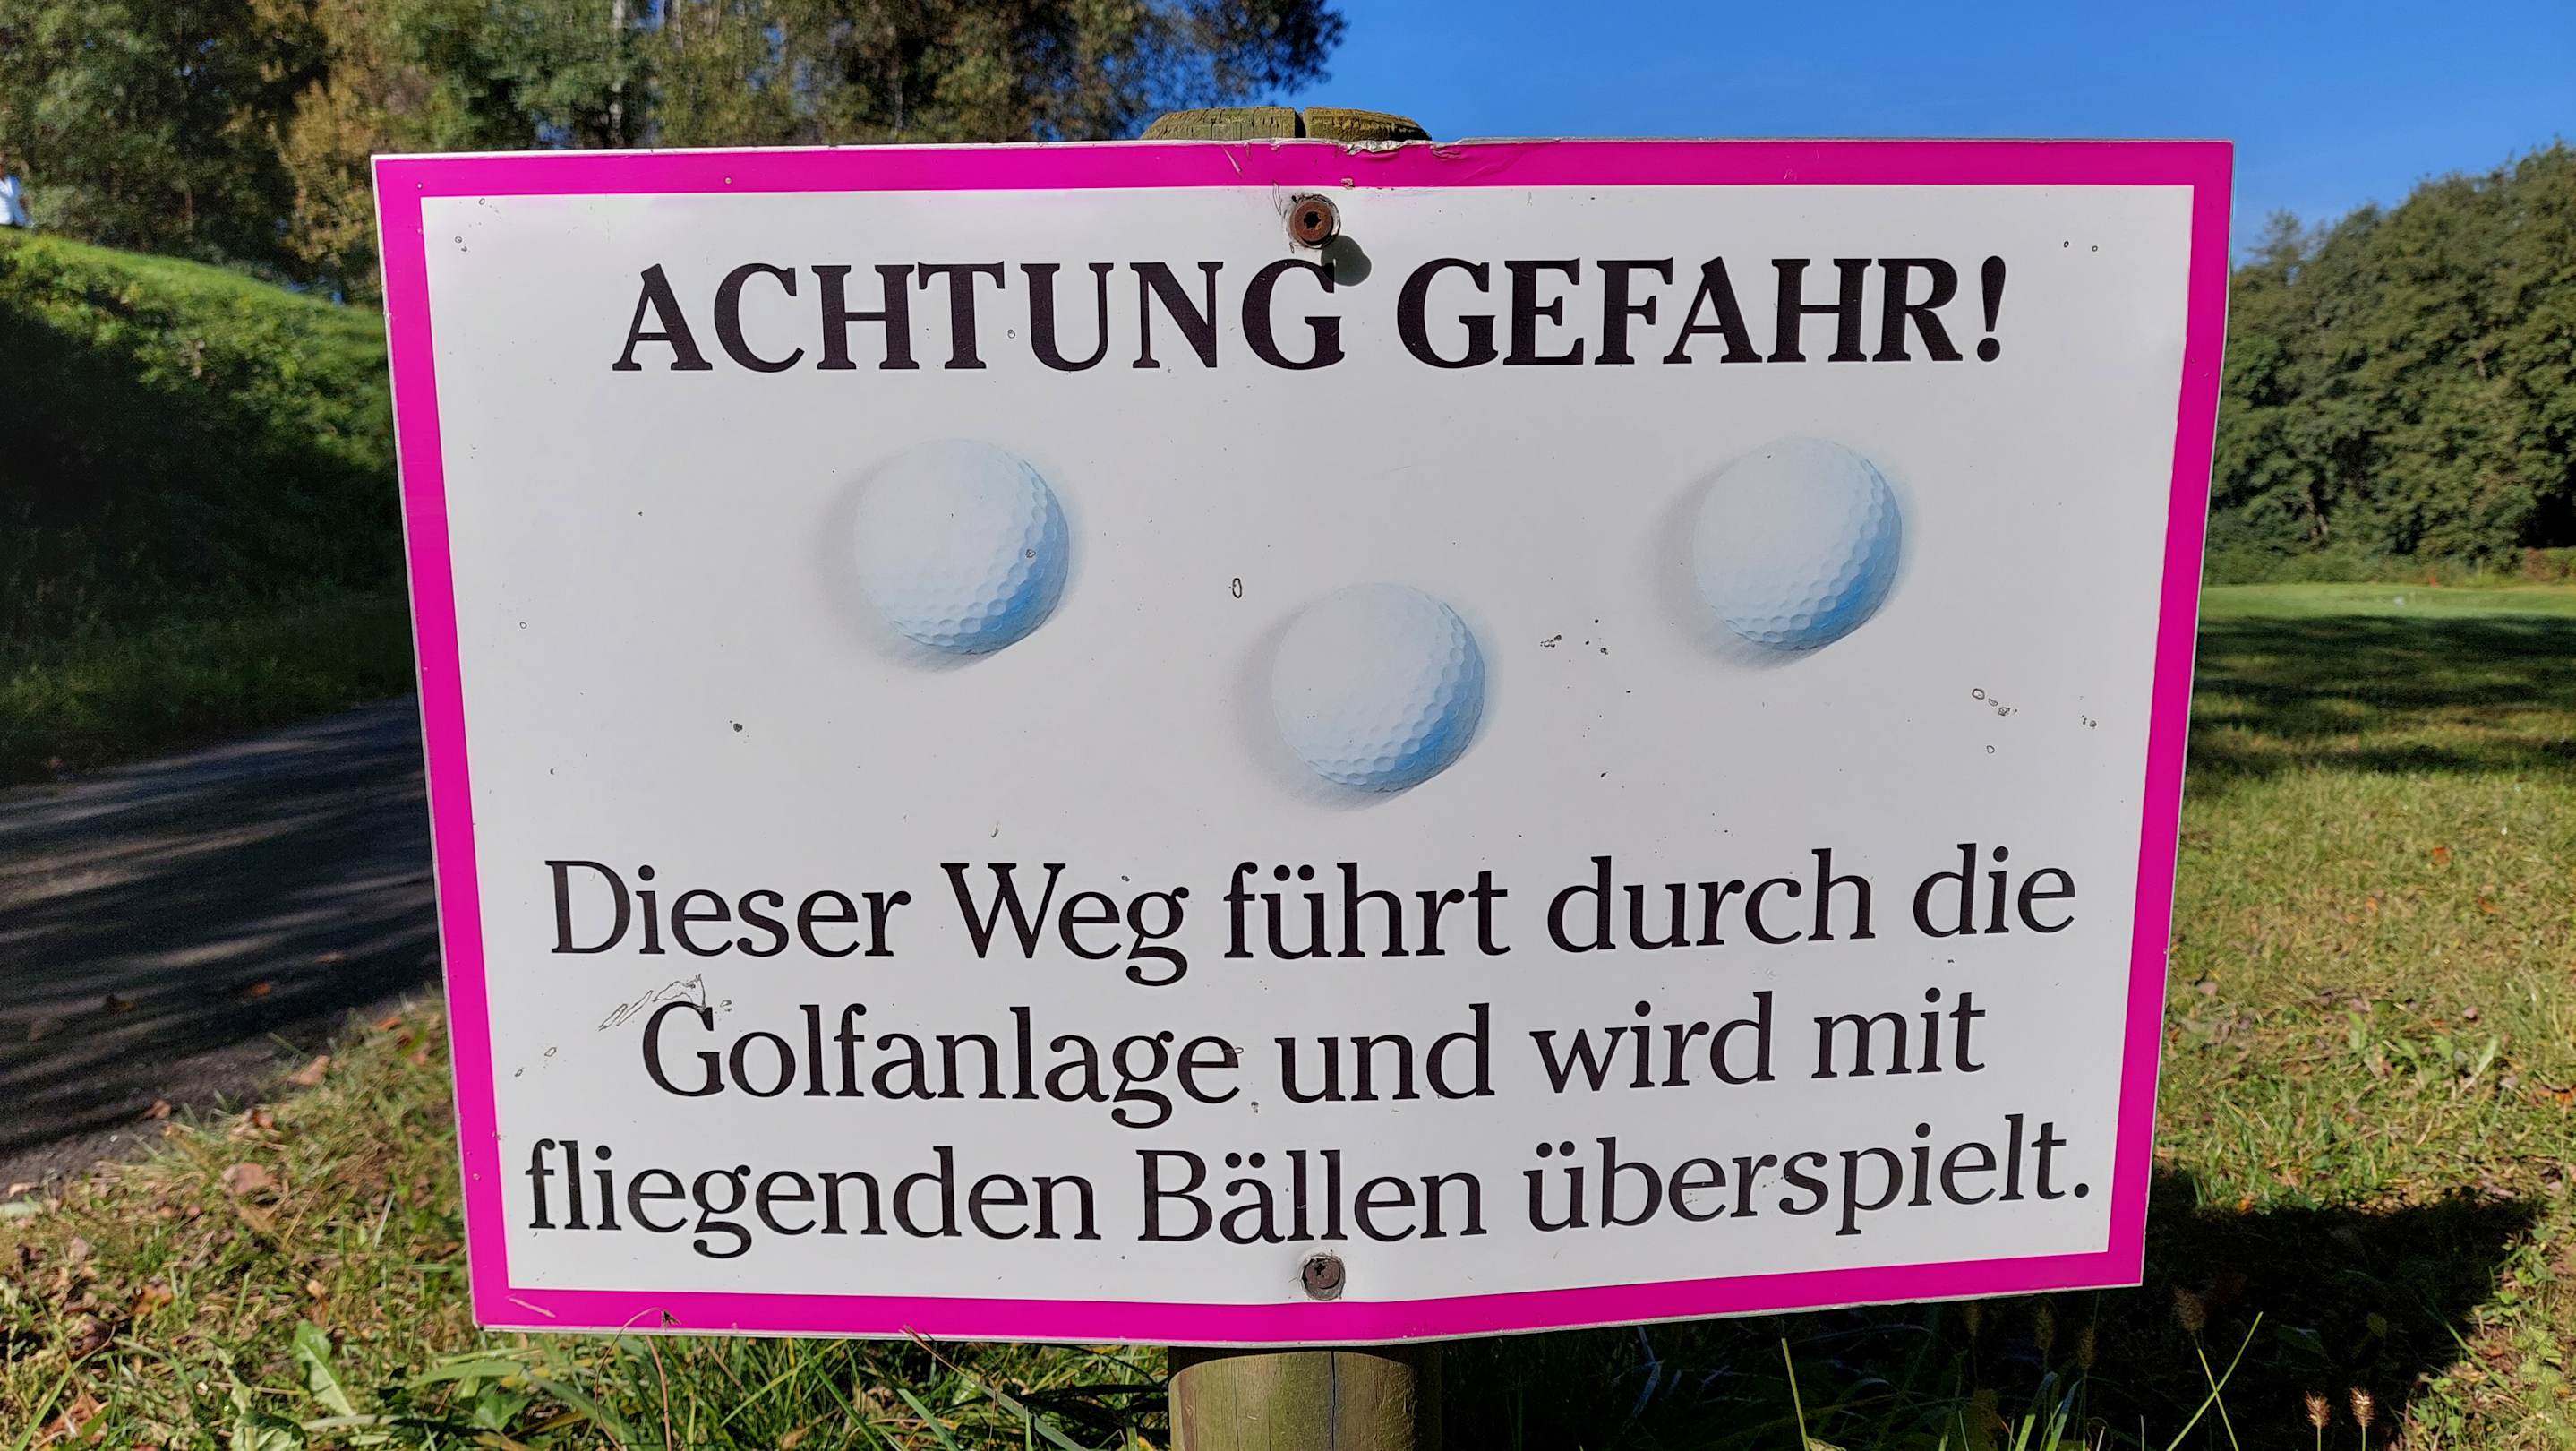 ACHTUNG GEFAHR!
Dieser Weg führt durch die
Golfanlage und wird mit
fliegenden Bällen überspielt.